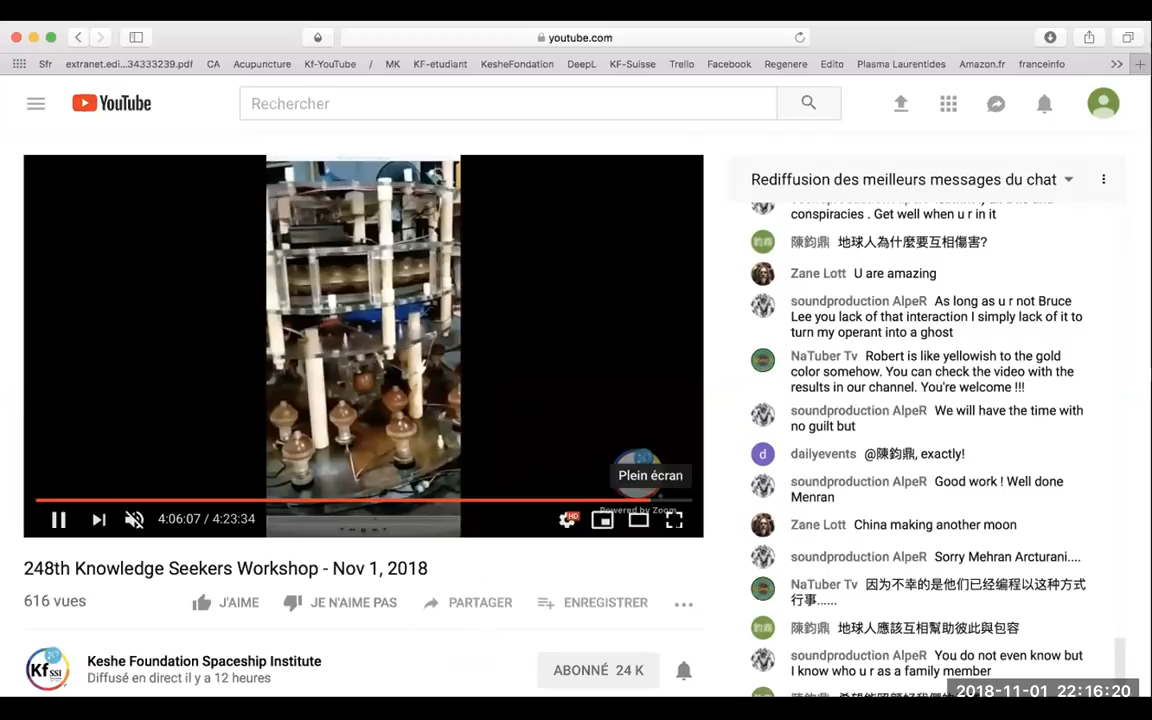 youtube.com
Sfr extranet.edi...34333239.pdf CA Acupuncture Kf-YouTube / MK KF-etudiant KesheFoundation DeepL KF-Suisse Trello Facebook Regenere Edito Plasma Laurentides Amazon.fr franceinfo
YouTube
Rechercher
Plein écran
Powered by Zoom
HD
4:06:07 / 4:23:34
248th Knowledge Seekers Workshop - Nov 1, 2018
616 vues
J'AIME JE N'AIME PAS PARTAGER ENREGISTRER
Kf SSI
Keshe Foundation Spaceship Institute
Diffusé en direct il y a 12 heures
ABONNÉ 24 K
Rediffusion des meilleurs messages du chat
conspiracies . Get well when u r in it
鈞鼎 陳鈞鼎 地球人為什麼要互相傷害?
Zane Lott U are amazing
soundproduction AlpeR As long as u r not Bruce
Lee you lack of that interaction I simply lack of it to
turn my operant into a ghost
NaTuber Tv Robert is like yellowish to the gold
color somehow. You can check the video with the
results in our channel. You're welcome !!!
soundproduction AlpeR We will have the time with
no guilt but
d dailyevents @陳鈞鼎, exactly!
soundproduction AlpeR Good work ! Well done
Menran
Zane Lott China making another moon
soundproduction AlpeR Sorry Mehran Arcturani....
NaTuber Tv 因为不幸的是他们已经编程以这种方式
行事......
鈞鼎 陳鈞鼎 地球人應該互相幫助彼此與包容
soundproduction AlpeR You do not even know but
I know who u r as a family member
2018-11-01 22:16:20